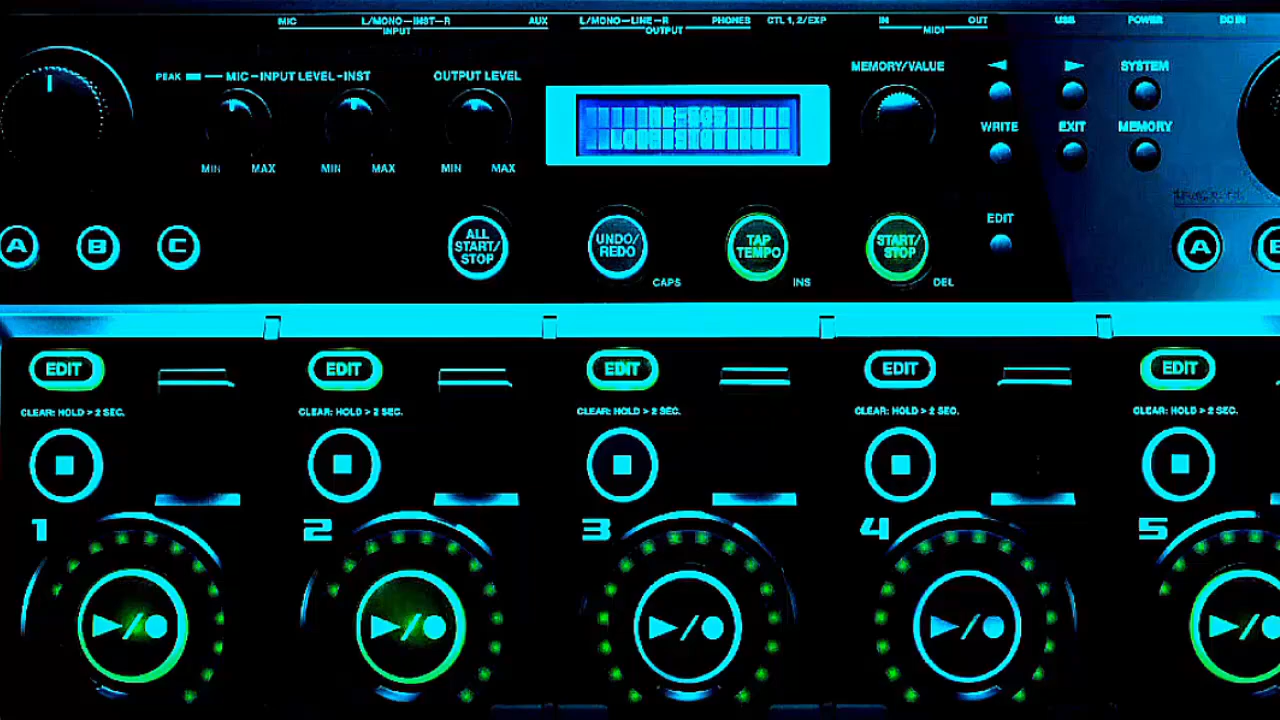 MIC L/MONO—INST—R AUX L/MONO—LINE—R PHONES CTL 1, 2/EXP IN OUT USB POWER DC IN
INPUT OUTPUT MIDI
PEAK MIC—INPUT LEVEL—INST OUTPUT LEVEL MEMORY/VALUE SYSTEM
RC-505
LOOP STATION
WRITE EXIT MEMORY
MIN MAX MIN MAX MIN MAX
EDIT
A B C ALL START/STOP UNDO/REDO TAP TEMPO START/STOP A
CAPS INS DEL
EDIT EDIT EDIT EDIT EDIT
CLEAR: HOLD > 2 SEC. CLEAR: HOLD > 2 SEC. CLEAR: HOLD > 2 SEC. CLEAR: HOLD > 2 SEC. CLEAR: HOLD > 2 SEC.
1 2 3 4 5